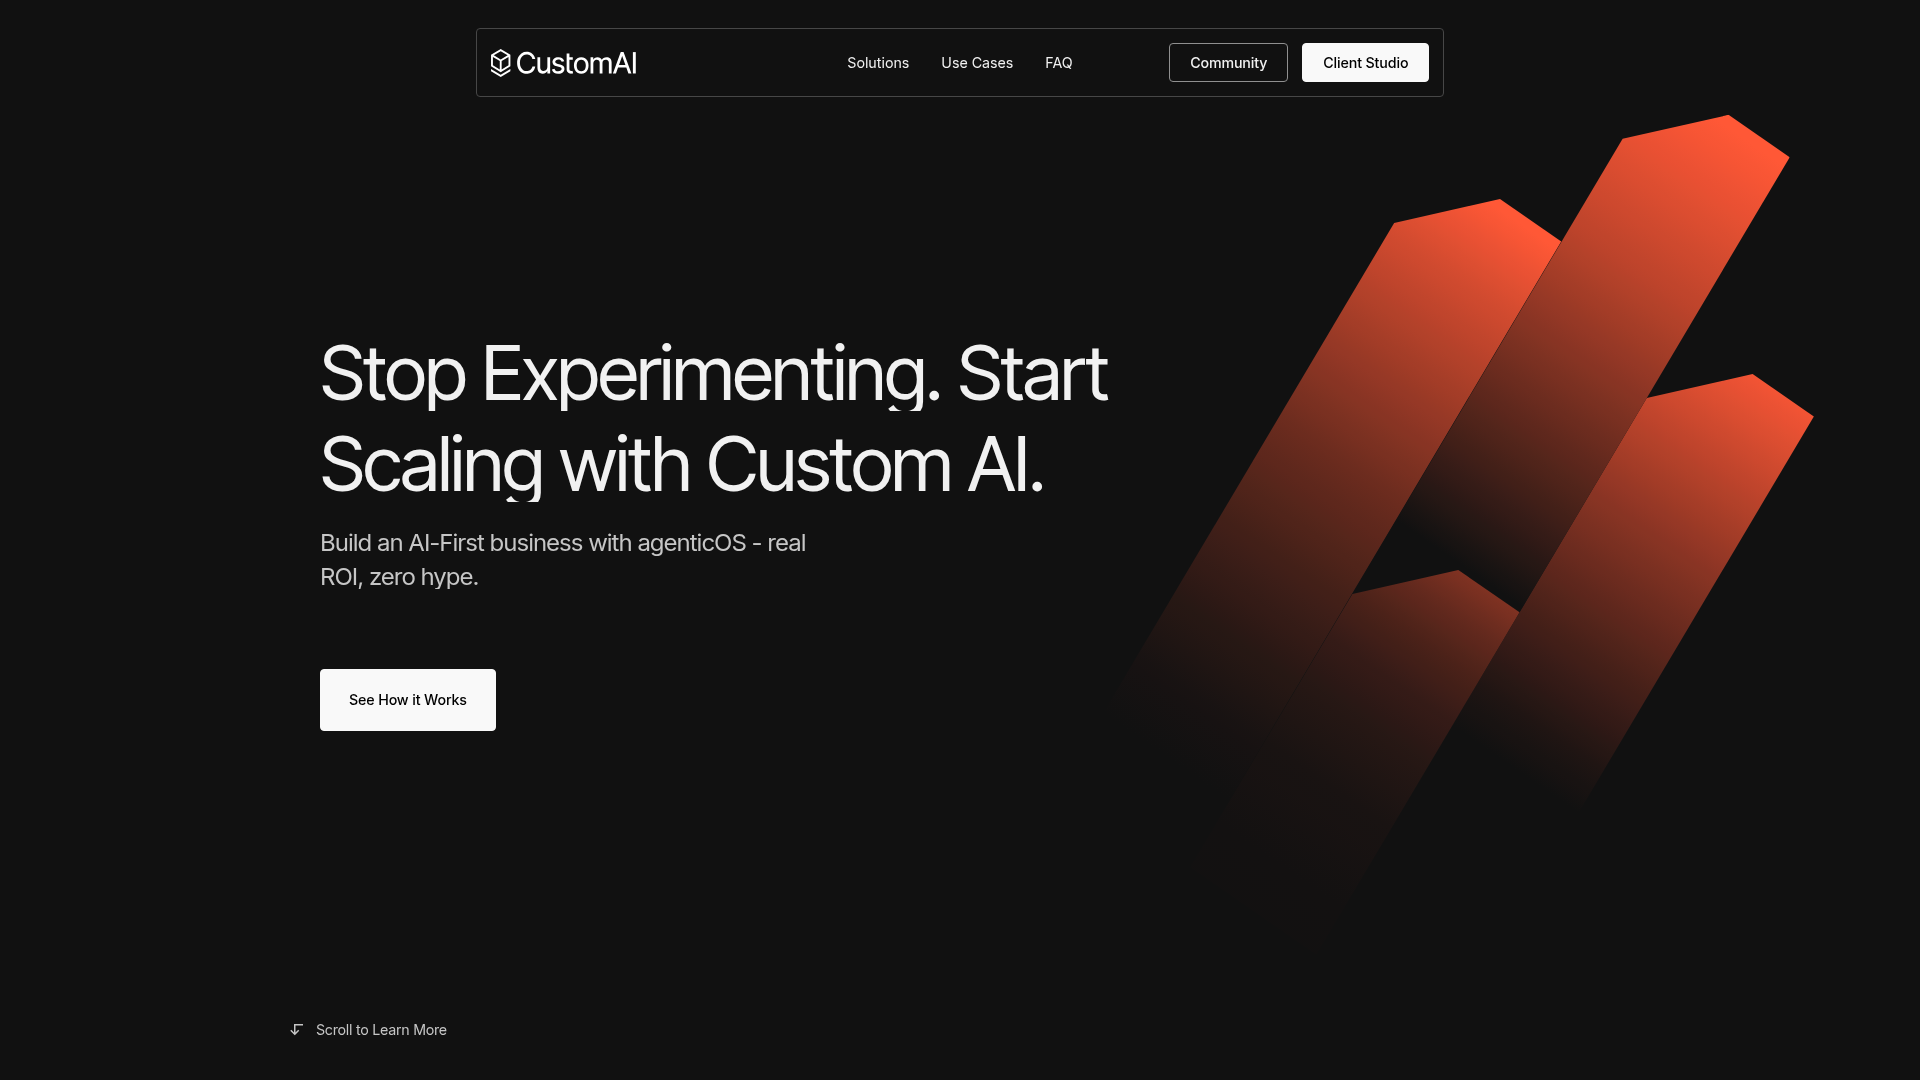 CustomAI
Solutions
Use Cases
FAQ
Community
Client Studio
Stop Experimenting. Start
Scaling with Custom AI.
Build an AI-First business with agenticOS - real
ROI, zero hype.
See How it Works
Scroll to Learn More